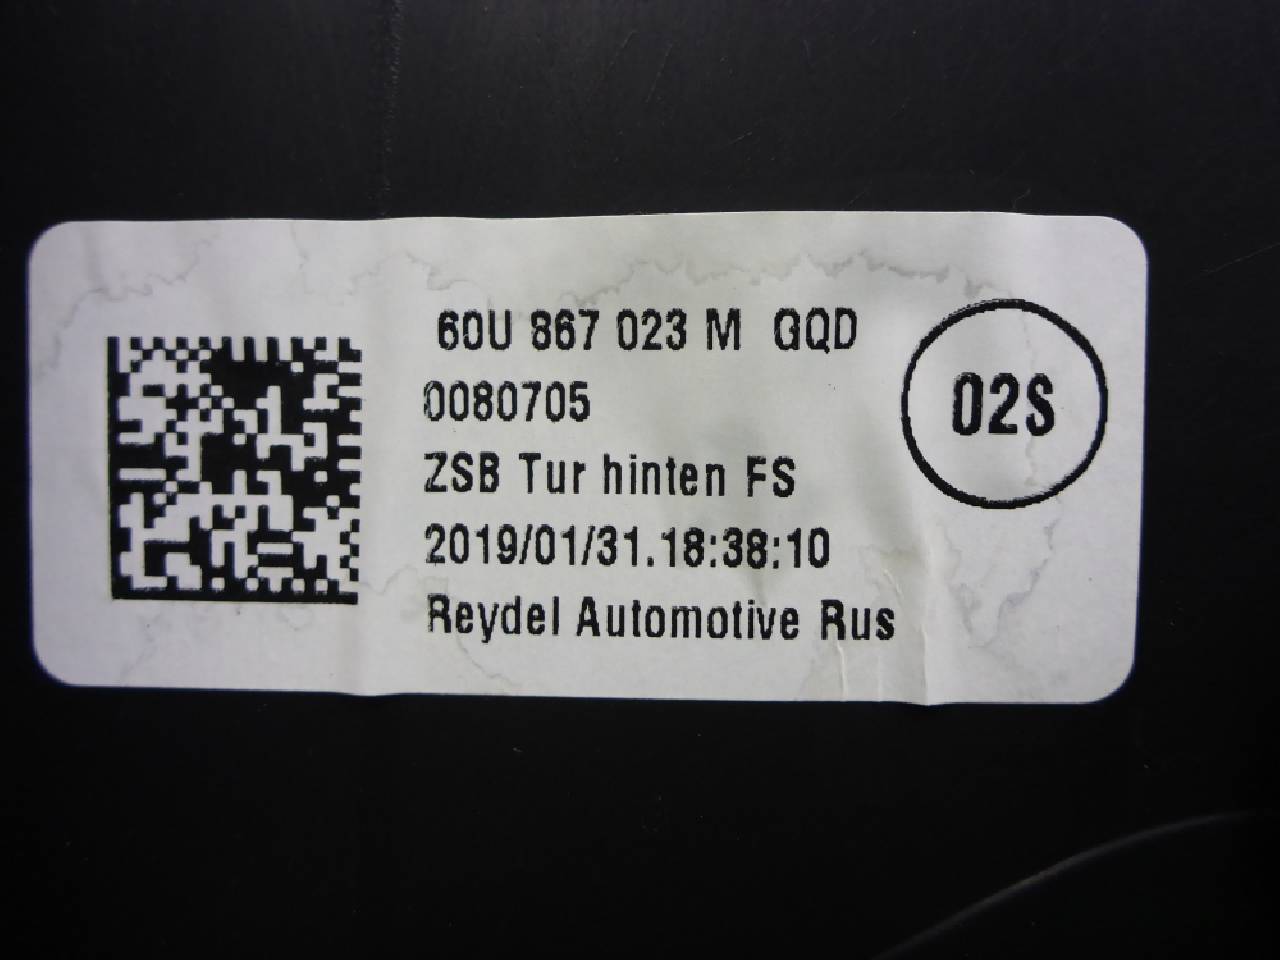 60U 867 023 M GQD
0080705
02S
ZSB Tur hinten FS
2019/01/31.18:38:10
Reydel Automotive Rus